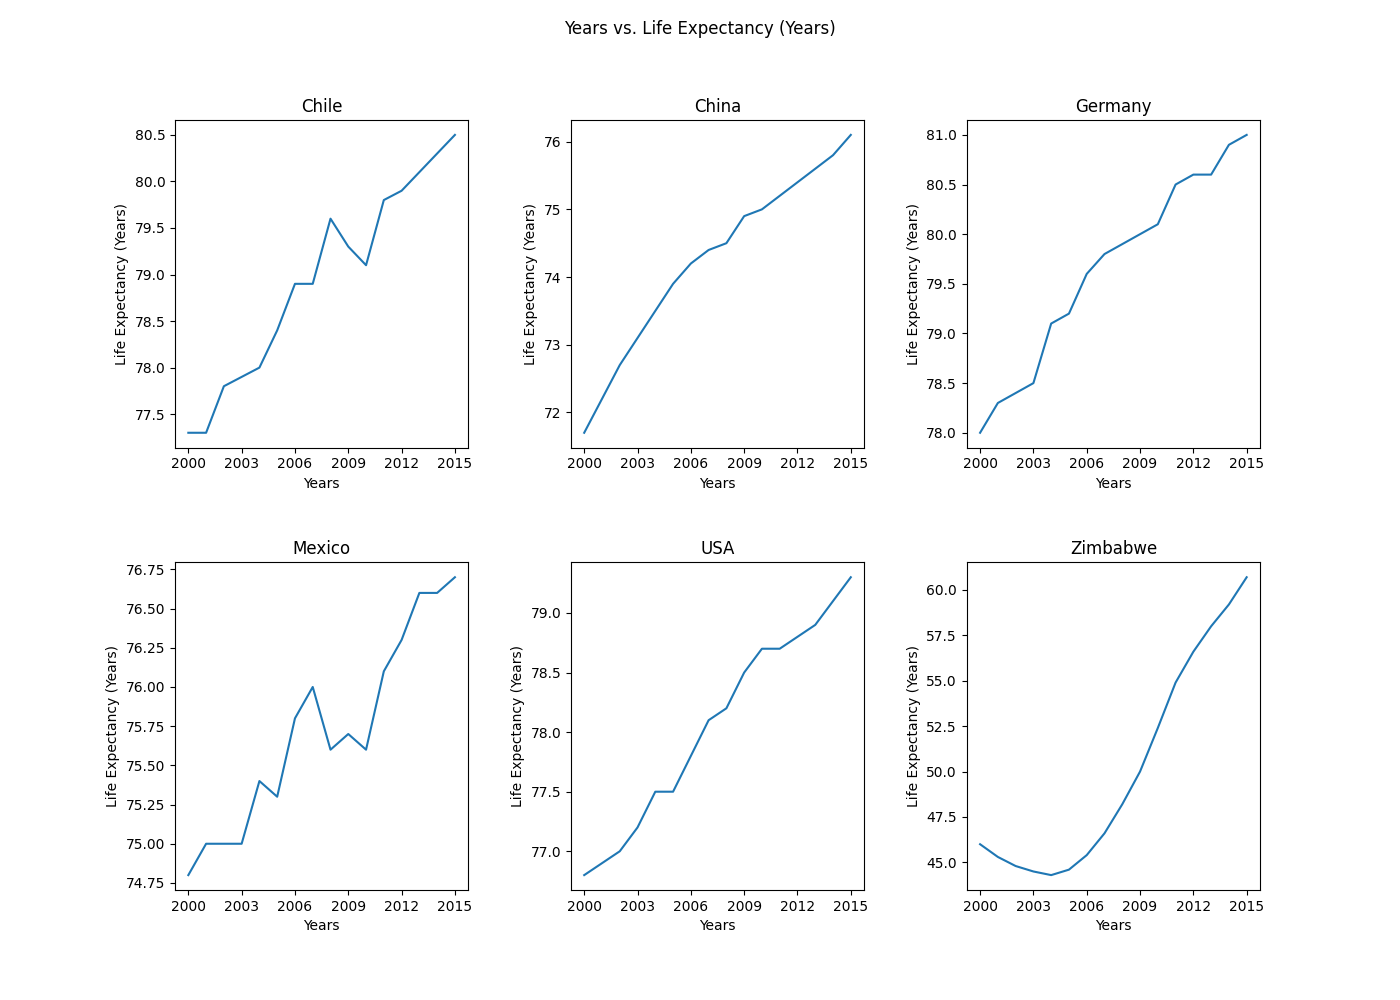 Years vs. Life Expectancy (Years)
Chile
China
Germany
80.5
80.0
79.5
79.0
78.5
78.0
77.5
Life Expectancy (Years)
2000 2003 2006 2009 2012 2015
Years
76
75
74
73
72
Life Expectancy (Years)
2000 2003 2006 2009 2012 2015
Years
81.0
80.5
80.0
79.5
79.0
78.5
78.0
Life Expectancy (Years)
2000 2003 2006 2009 2012 2015
Years
Mexico
USA
Zimbabwe
76.75
76.50
76.25
76.00
75.75
75.50
75.25
75.00
74.75
Life Expectancy (Years)
2000 2003 2006 2009 2012 2015
Years
79.0
78.5
78.0
77.5
77.0
Life Expectancy (Years)
2000 2003 2006 2009 2012 2015
Years
60.0
57.5
55.0
52.5
50.0
47.5
45.0
Life Expectancy (Years)
2000 2003 2006 2009 2012 2015
Years